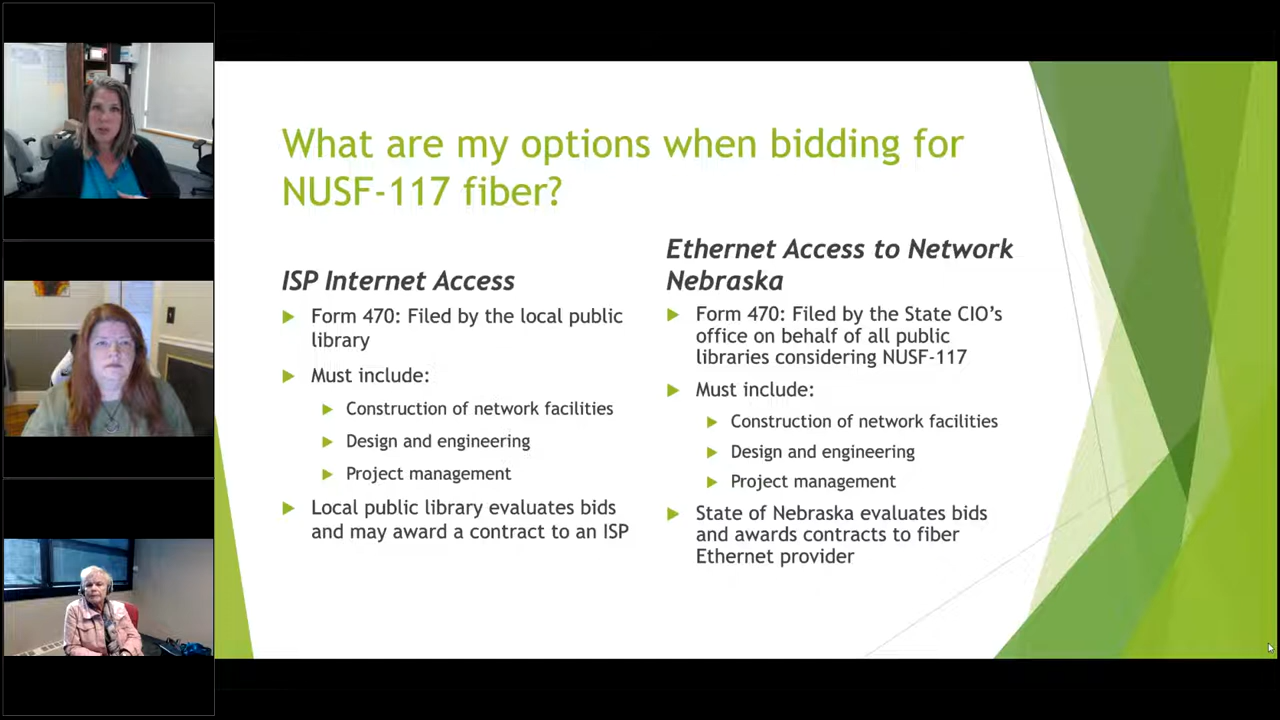 What are my options when bidding for
NUSF-117 fiber?
ISP Internet Access
Form 470: Filed by the local public
library
Must include:
Construction of network facilities
Design and engineering
Project management
Local public library evaluates bids
and may award a contract to an ISP
Ethernet Access to Network
Nebraska
Form 470: Filed by the State CIO’s
office on behalf of all public
libraries considering NUSF-117
Must include:
Construction of network facilities
Design and engineering
Project management
State of Nebraska evaluates bids
and awards contracts to fiber
Ethernet provider